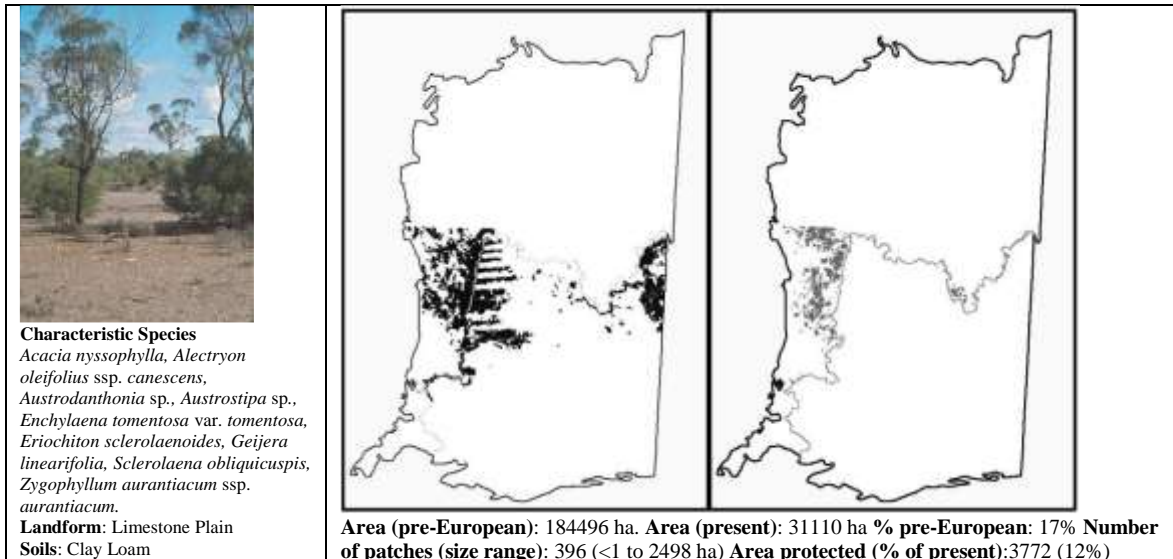 Characteristic Species
Acacia nyssophylla, Alectryon
oleifolius ssp. canescens,
Austrodanthonia sp., Austrostipa sp.,
Enchylaena tomentosa var. tomentosa,
Eriochiton sclerolaenoides, Geijera
linearifolia, Sclerolaena obliquicuspis,
Zygophyllum aurantiacum ssp.
aurantiacum.
Landform: Limestone Plain
Soils: Clay Loam
Area (pre-European): 184496 ha. Area (present): 31110 ha % pre-European: 17% Number
of patches (size range): 396 (<1 to 2498 ha) Area protected (% of present):3772 (12%)